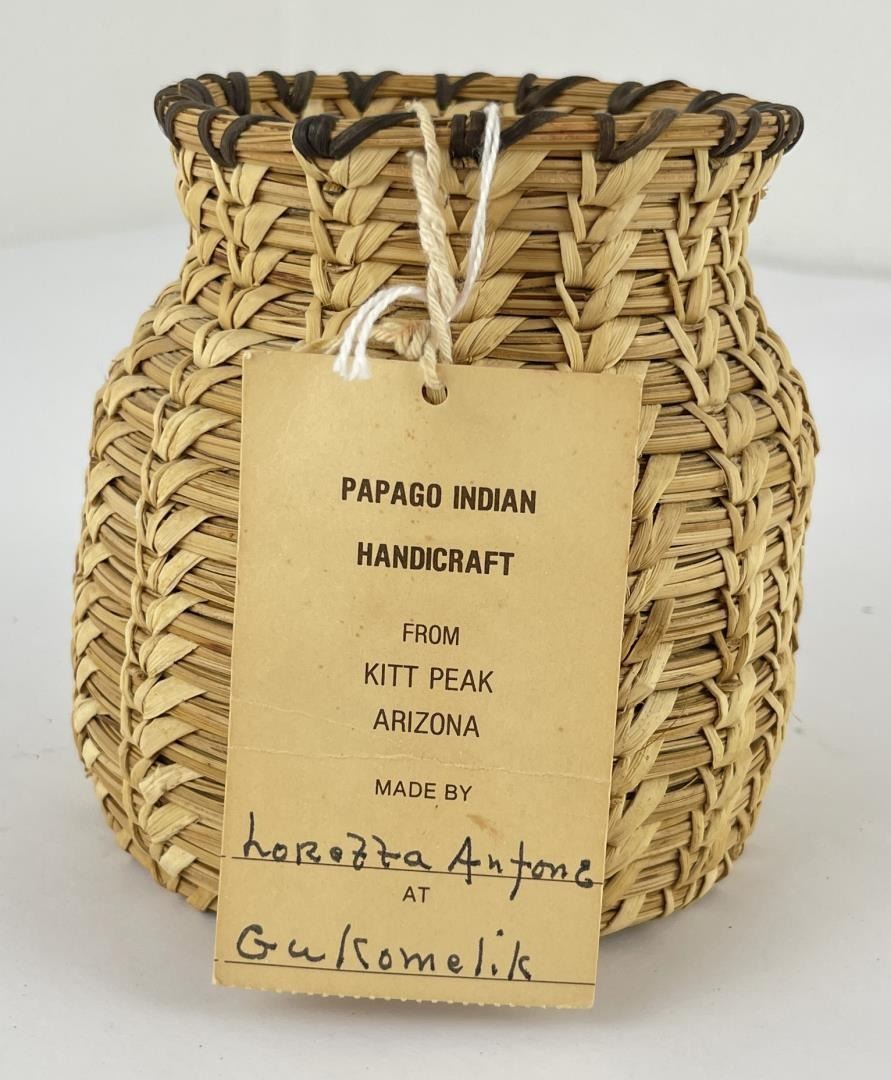 PAPAGO INDIAN
HANDICRAFT
FROM
KITT PEAK
ARIZONA
MADE BY
Lorezza Antone
AT
GuKomelik